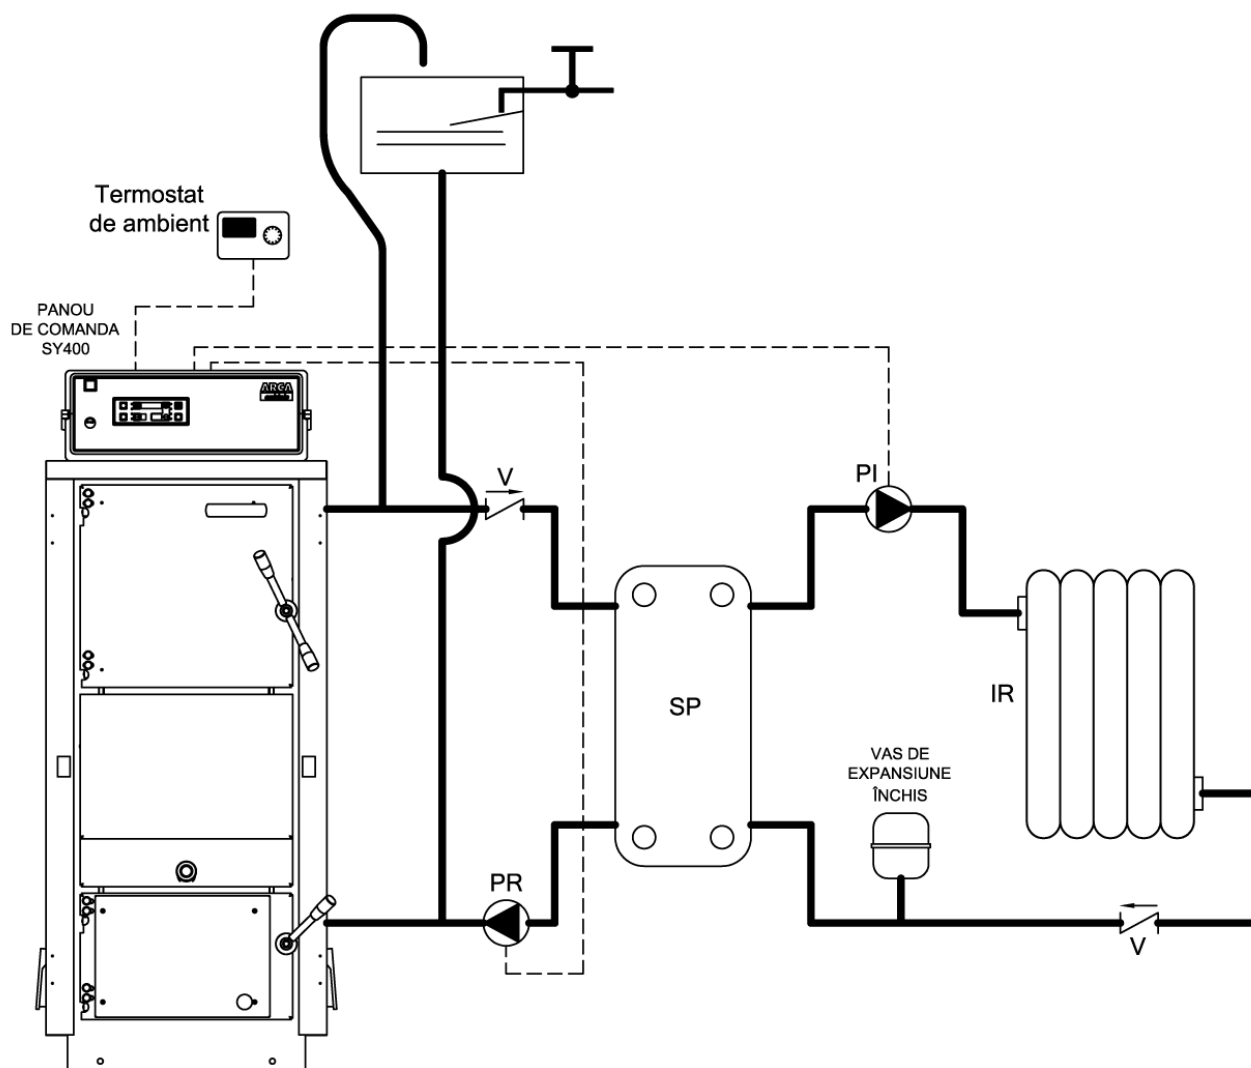 Termostat
de ambient
PANOU
DE COMANDA
SY400
ARCA
V
PI
SP
IR
VAS DE
EXPANSIUNE
ÎNCHIS
PR
V